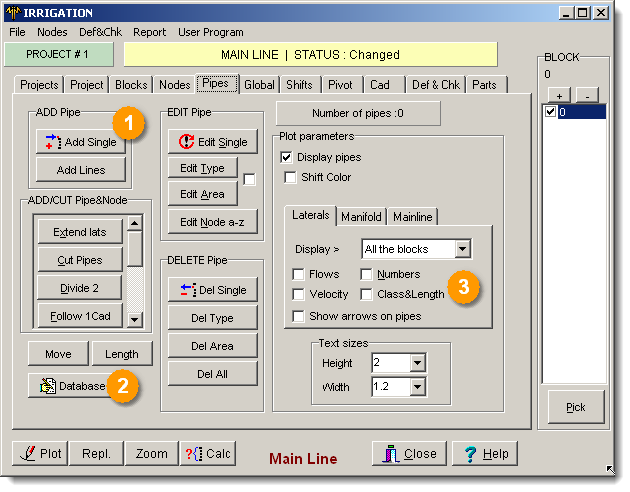 IRRIGATION
File Nodes Def&Chk Report User Program
PROJECT # 1
MAIN LINE | STATUS : Changed
BLOCK
0
+ -
0
Projects Project Blocks Nodes Pipes Global Shifts Pivot Cad Def & Chk Parts
ADD Pipe
1
Add Single
Add Lines
ADD/CUT Pipe&Node
Extend lats
Cut Pipes
Divide 2
Follow 1Cad
Move Length
Database
2
EDIT Pipe
Edit Single
Edit Type
Edit Area
Edit Node a-z
DELETE Pipe
Del Single
Del Type
Del Area
Del All
Number of pipes :0
Plot parameters
Display pipes
Shift Color
Laterals Manifold Mainline
Display > All the blocks
Flows Numbers
Velocity Class&Length
3
Show arrows on pipes
Text sizes
Height 2
Width 1.2
Pick
Plot Repl. Zoom ?{ Calc Main Line Close ? Help